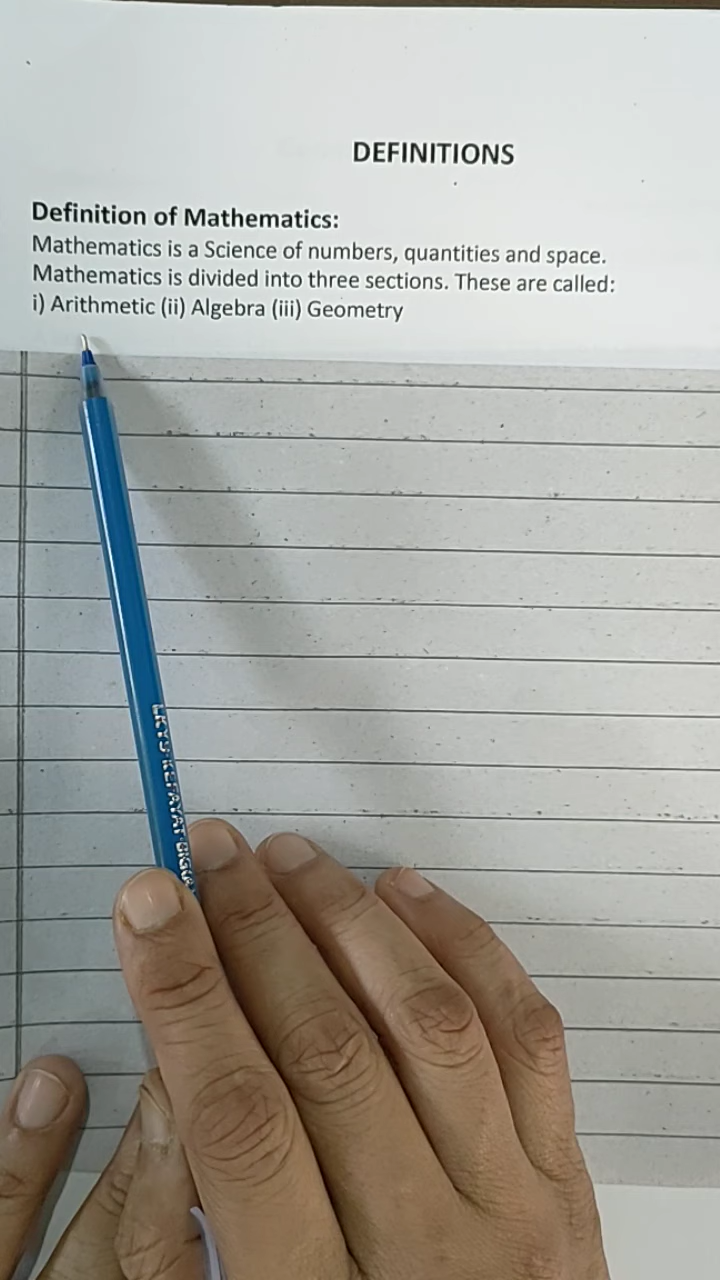 DEFINITIONS
Definition of Mathematics:
Mathematics is a Science of numbers, quantities and space.
Mathematics is divided into three sections. These are called:
i) Arithmetic (ii) Algebra (iii) Geometry